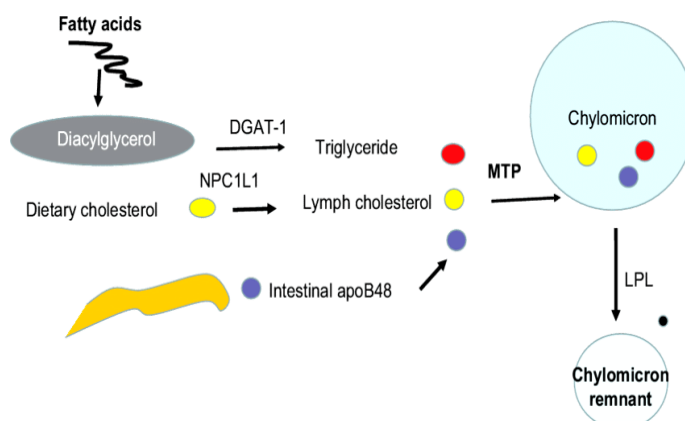 Fatty acids
Diacylglycerol
DGAT-1
Triglyceride
Chylomicron
MTP
NPC1L1
Dietary cholesterol
Lymph cholesterol
Intestinal apoB48
LPL
Chylomicron
remnant